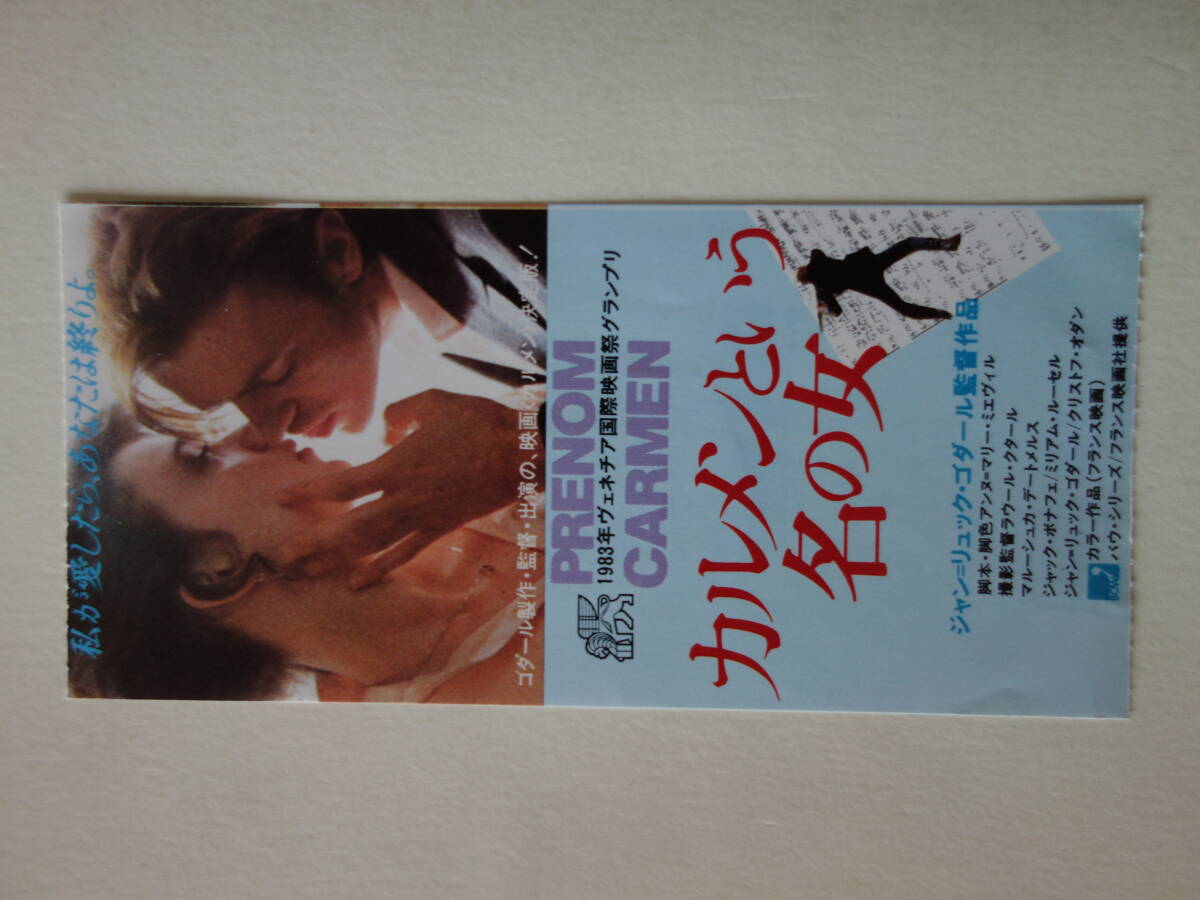 私が愛したら、あなたは終りよ。
ゴダール製作・監督・出演の、映画カルメン決定版！
PRENOM
1983年ヴェネチア国際映画祭グランプリ
CARMEN
カルメンという
名の女
ジャン=リュック・ゴダール監督作品
脚本・脚色アンヌ=マリー・ミエヴィル
撮影監督ラウール・クタール
マルーシュカ・デートメルス
ジャック・ボナフェ/ミリアム・ルーセル
ジャン=リュック・ゴダール/クリストフ・オダン
カラー作品(フランス映画)
バウ・シリーズ/フランス映画社提供